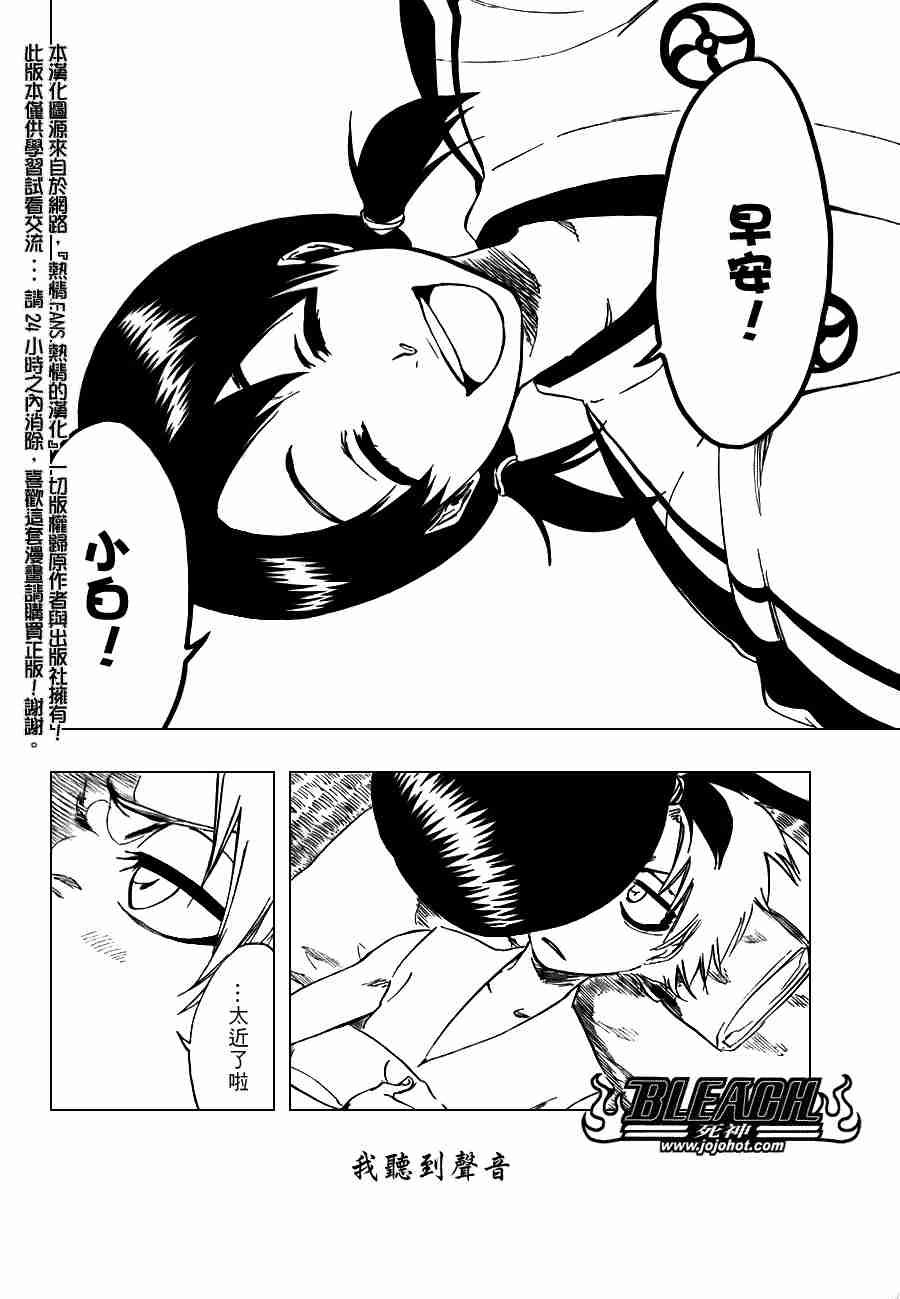 早安！
小白！
本漢化圖源來自於網路，『熱情FANS.熱情的漢化』一切版權歸原作者與出版社擁有！
此版本僅供學習試看交流…請24小時之內消除，喜歡這套漫畫請購買正版！謝謝。
…太近了啦
BLEACH
死神
www.jojohot.com
我聽到聲音